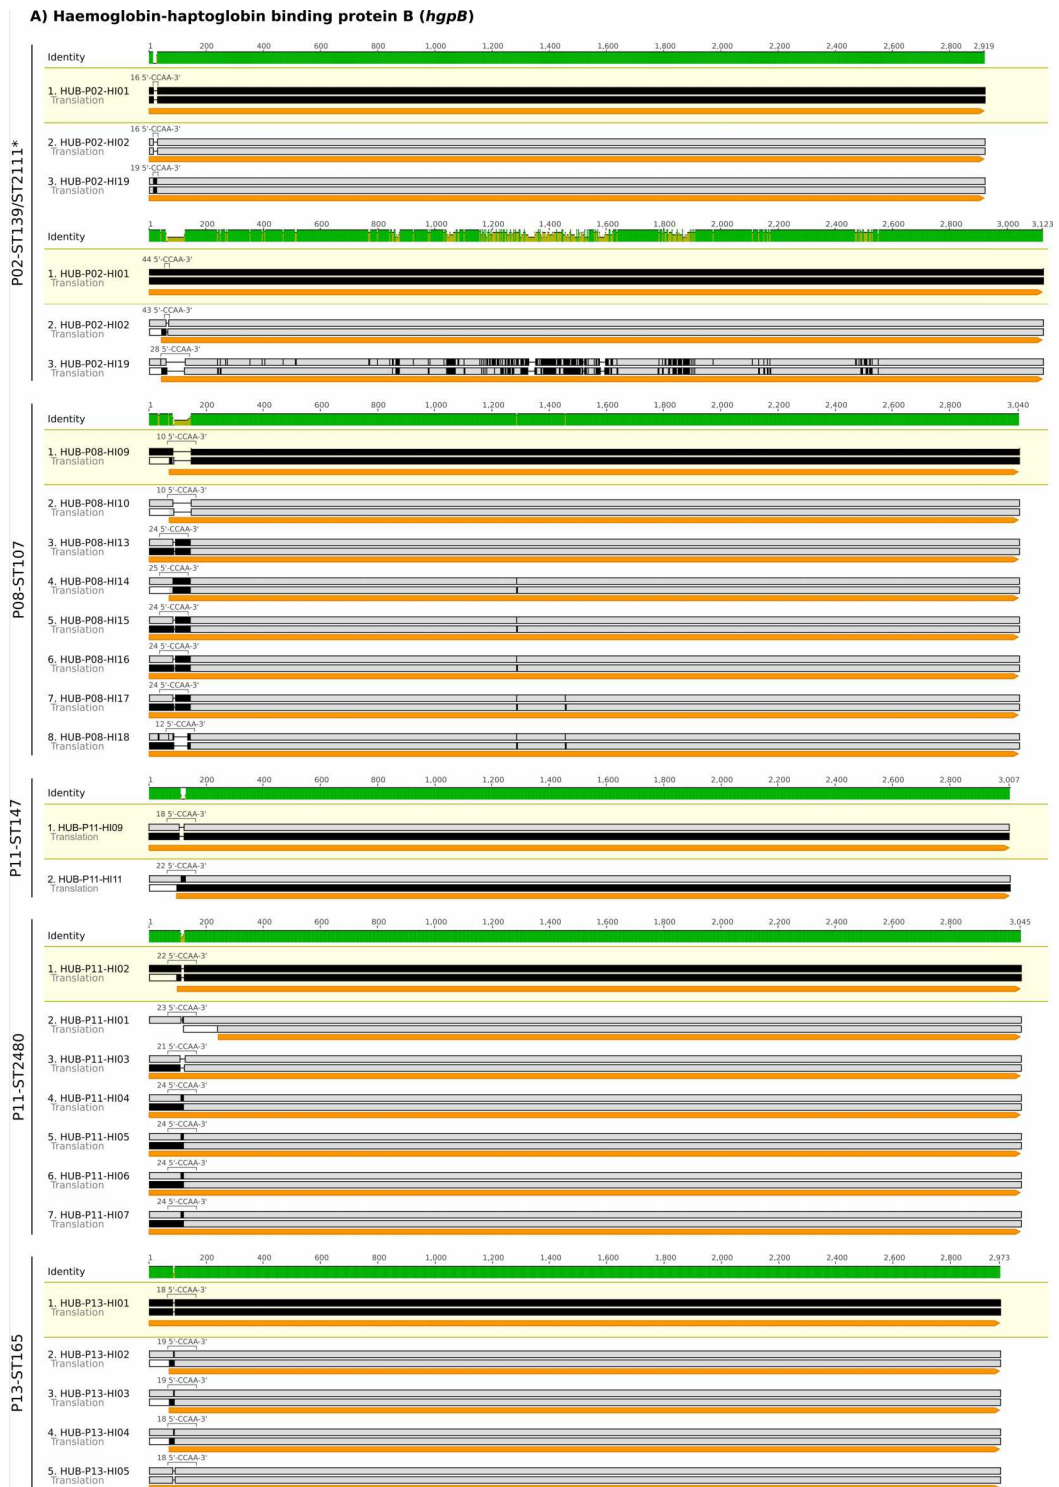 A) Haemoglobin-haptoglobin binding protein B (hgpB)
P02-ST139/ST2111*
1 200 400 600 800 1,000 1,200 1,400 1,600 1,800 2,000 2,200 2,400 2,600 2,800 2,919
Identity
16 5'-CCAA-3'
1. HUB-P02-HI01
Translation
16 5'-CCAA-3'
2. HUB-P02-HI02
Translation
19 5'-CCAA-3'
3. HUB-P02-HI19
Translation
1 200 400 600 800 1,000 1,200 1,400 1,600 1,800 2,000 2,200 2,400 2,600 2,800 3,000 3,123
Identity
44 5'-CCAA-3'
1. HUB-P02-HI01
Translation
43 5'-CCAA-3'
2. HUB-P02-HI02
Translation
28 5'-CCAA-3'
3. HUB-P02-HI19
Translation
P08-ST107
1 200 400 600 800 1,000 1,200 1,400 1,600 1,800 2,000 2,200 2,400 2,600 2,800 3,040
Identity
10 5'-CCAA-3'
1. HUB-P08-HI09
Translation
10 5'-CCAA-3'
2. HUB-P08-HI10
Translation
24 5'-CCAA-3'
3. HUB-P08-HI13
Translation
25 5'-CCAA-3'
4. HUB-P08-HI14
Translation
24 5'-CCAA-3'
5. HUB-P08-HI15
Translation
24 5'-CCAA-3'
6. HUB-P08-HI16
Translation
24 5'-CCAA-3'
7. HUB-P08-HI17
Translation
12 5'-CCAA-3'
8. HUB-P08-HI18
Translation
P11-ST147
1 200 400 600 800 1,000 1,200 1,400 1,600 1,800 2,000 2,200 2,400 2,600 2,800 3,007
Identity
18 5'-CCAA-3'
1. HUB-P11-HI09
Translation
22 5'-CCAA-3'
2. HUB-P11-HI11
Translation
P11-ST2480
1 200 400 600 800 1,000 1,200 1,400 1,600 1,800 2,000 2,200 2,400 2,600 2,800 3,045
Identity
22 5'-CCAA-3'
1. HUB-P11-HI02
Translation
23 5'-CCAA-3'
2. HUB-P11-HI01
Translation
21 5'-CCAA-3'
3. HUB-P11-HI03
Translation
24 5'-CCAA-3'
4. HUB-P11-HI04
Translation
24 5'-CCAA-3'
5. HUB-P11-HI05
Translation
24 5'-CCAA-3'
6. HUB-P11-HI06
Translation
24 5'-CCAA-3'
7. HUB-P11-HI07
Translation
P13-ST165
1 200 400 600 800 1,000 1,200 1,400 1,600 1,800 2,000 2,200 2,400 2,600 2,800 2,973
Identity
18 5'-CCAA-3'
1. HUB-P13-HI01
Translation
19 5'-CCAA-3'
2. HUB-P13-HI02
Translation
19 5'-CCAA-3'
3. HUB-P13-HI03
Translation
18 5'-CCAA-3'
4. HUB-P13-HI04
Translation
18 5'-CCAA-3'
5. HUB-P13-HI05
Translation